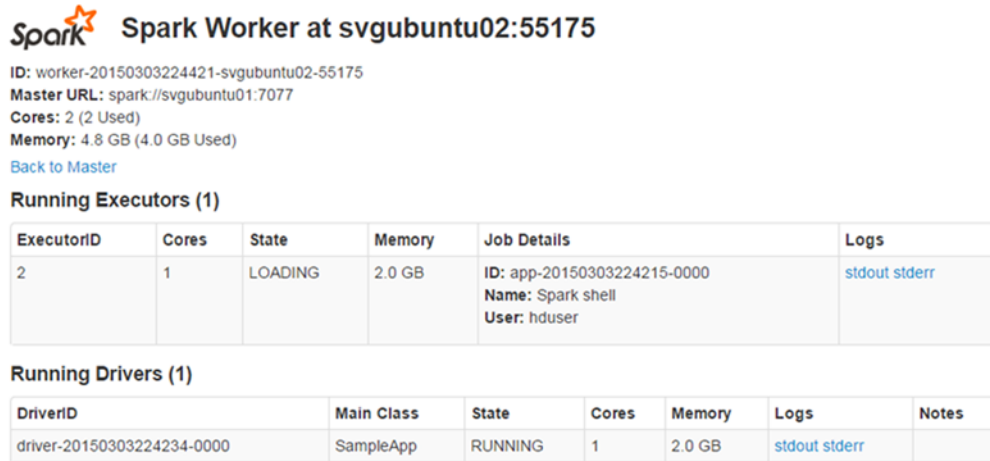 Spark Spark Worker at svgubuntu02:55175
ID: worker-20150303224421-svgubuntu02-55175
Master URL: spark://svgubuntu01:7077
Cores: 2 (2 Used)
Memory: 4.8 GB (4.0 GB Used)
Back to Master
Running Executors (1)
ExecutorID Cores State Memory Job Details Logs
2 1 LOADING 2.0 GB ID: app-20150303224215-0000 stdout stderr
Name: Spark shell
User: hduser
Running Drivers (1)
DriverID Main Class State Cores Memory Logs Notes
driver-20150303224234-0000 SampleApp RUNNING 1 2.0 GB stdout stderr